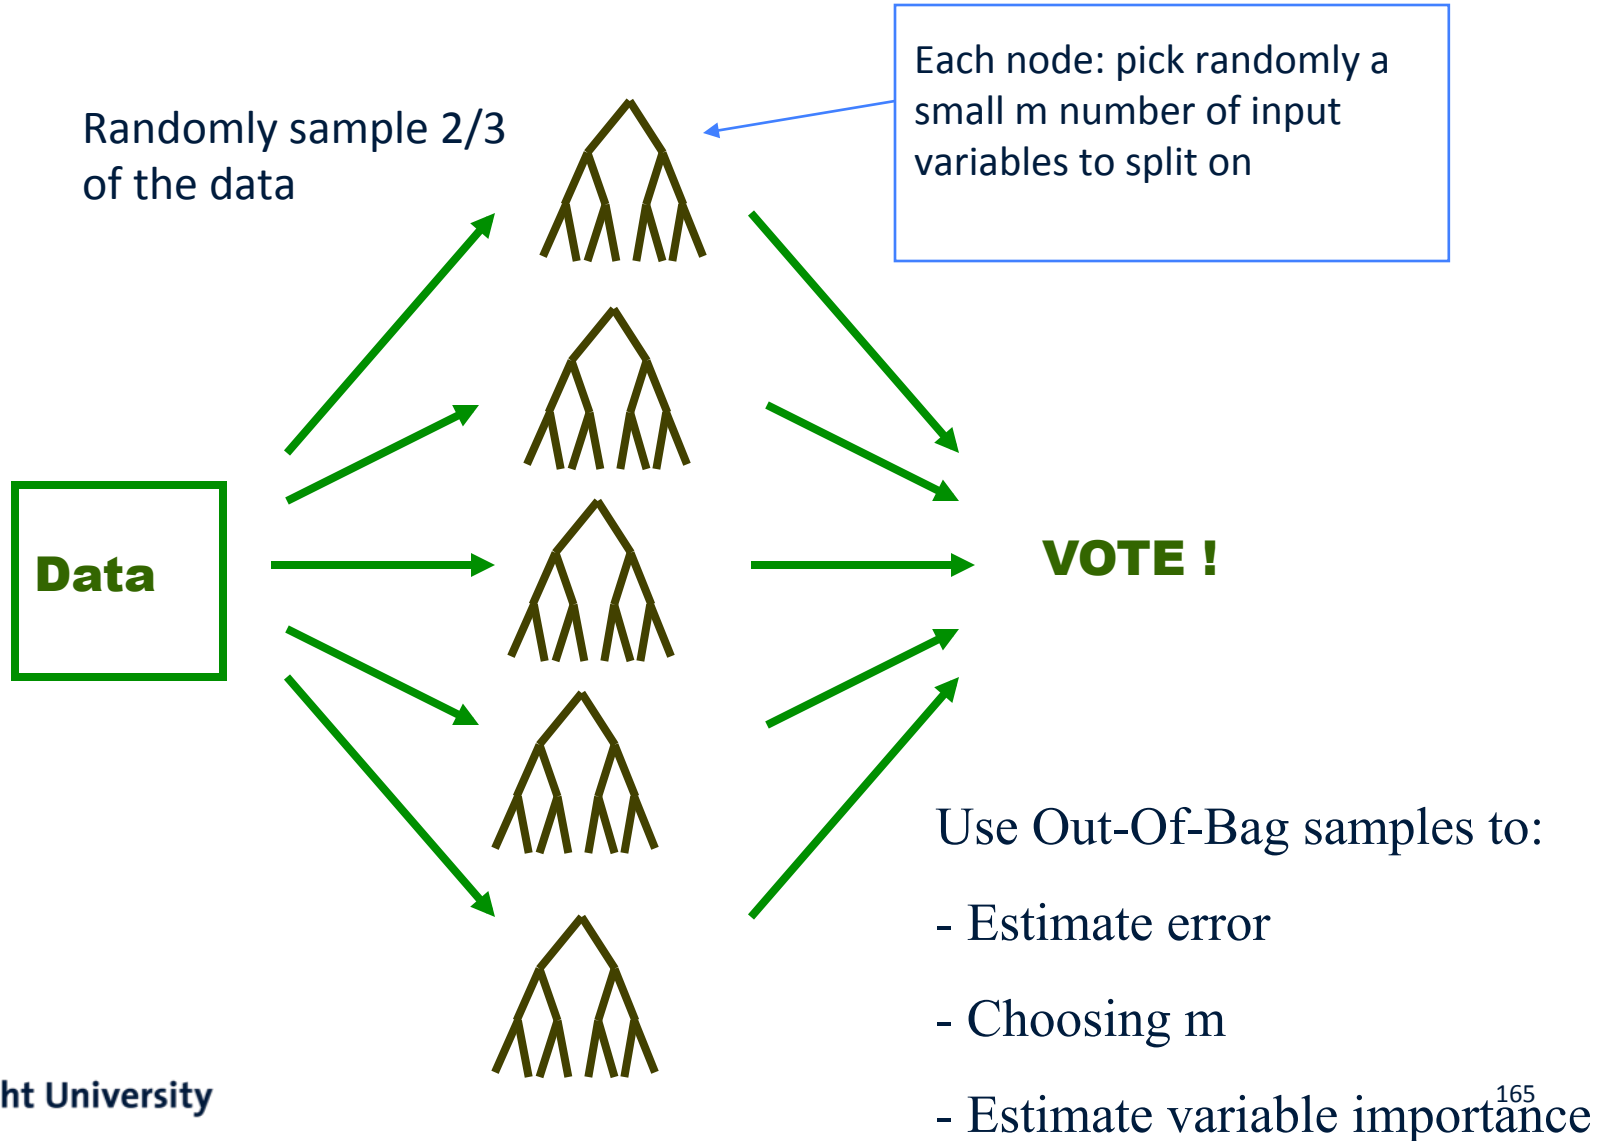 Each node: pick randomly a
small m number of input
variables to split on
Randomly sample 2/3
of the data
Data
VOTE !
Use Out-Of-Bag samples to:
- Estimate error
- Choosing m
- Estimate variable importance
165
ht University